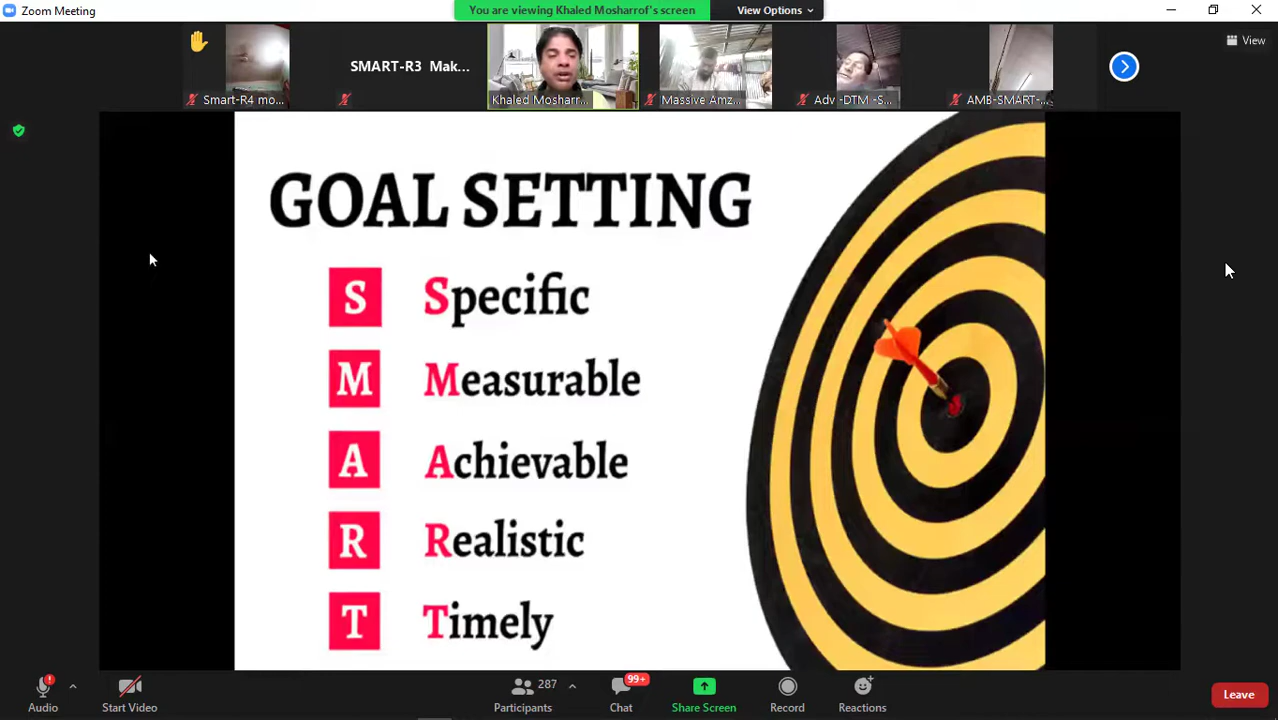 Zoom Meeting
You are viewing Khaled Mosharrof's screen
View Options
View
Smart-R4 mo...
SMART-R3 Mak...
Khaled Mosharr...
Massive Amz...
Adv -DTM -S...
AMB-SMART-...
GOAL SETTING
S Specific
M Measurable
A Achievable
R Realistic
T Timely
Audio
Start Video
287
Participants
99+
Chat
Share Screen
Record
Reactions
Leave